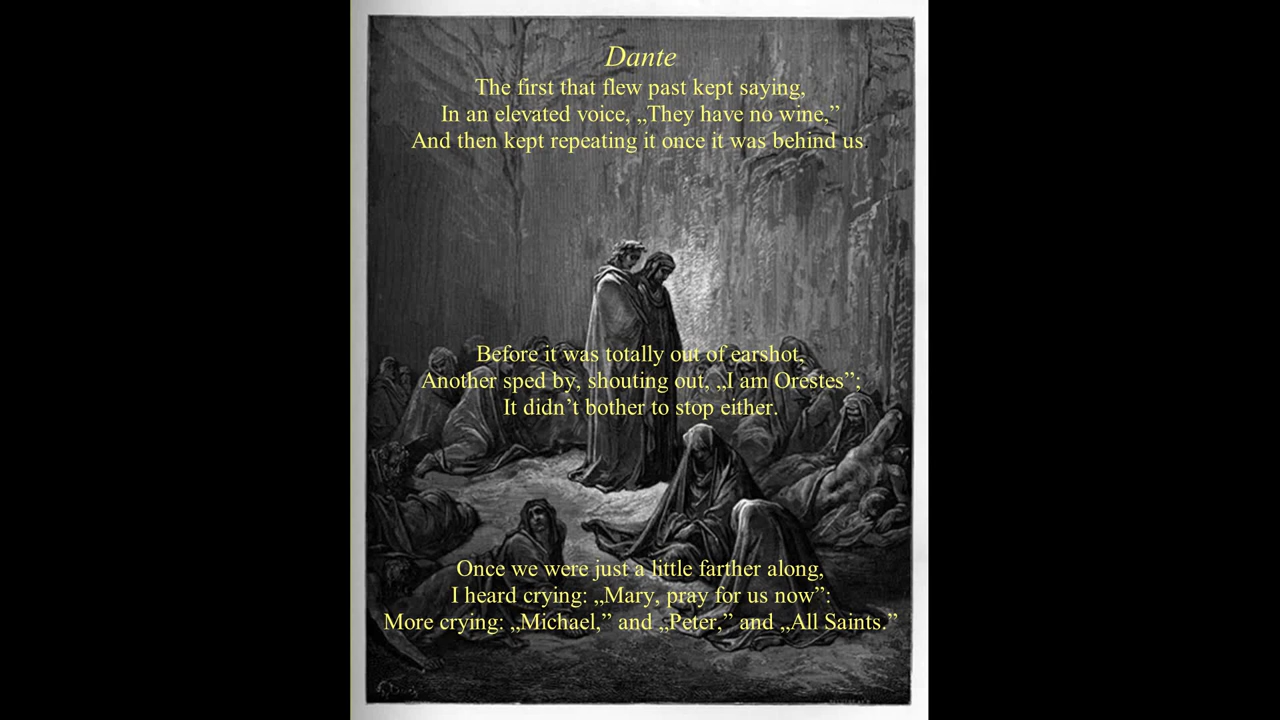 Dante
The first that flew past kept saying,
In an elevated voice, „They have no wine,”
And then kept repeating it once it was behind us
Before it was totally out of earshot,
Another sped by, shouting out, „I am Orestes”;
It didn’t bother to stop either.
Once we were just a little farther along,
I heard crying: „Mary, pray for us now”:
More crying: „Michael,” and „Peter,” and „All Saints.”